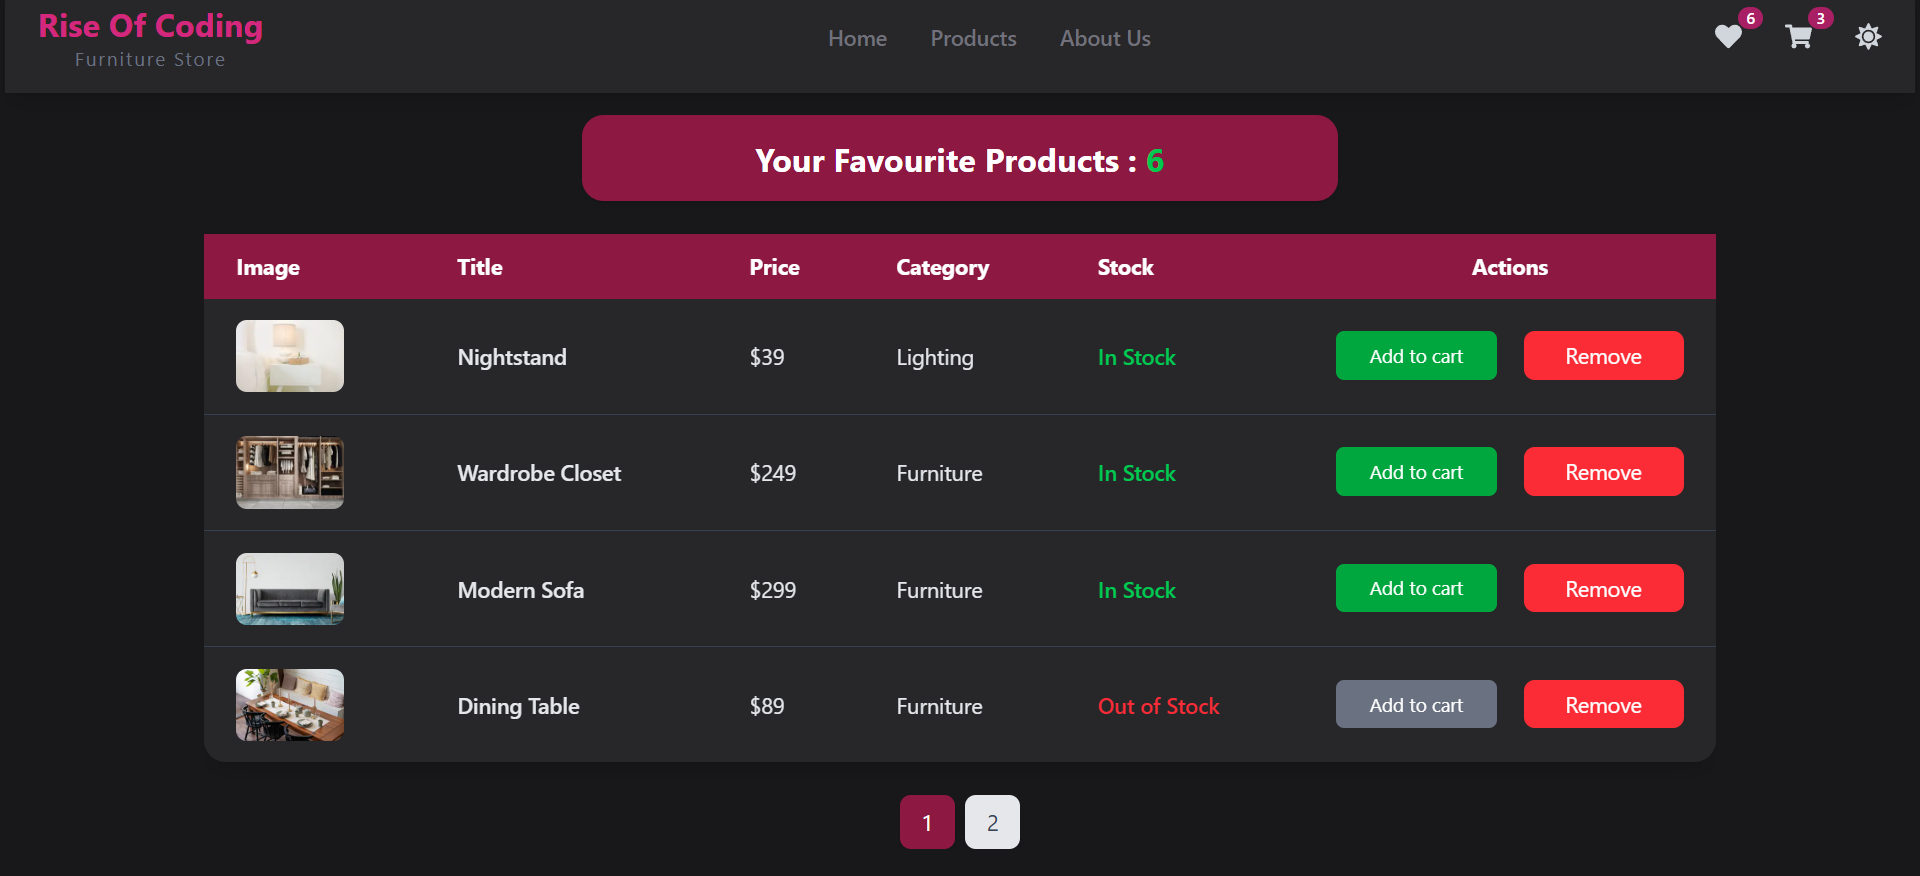 Rise Of Coding
Furniture Store
Home Products About Us
6 3
Your Favourite Products : 6
Image Title Price Category Stock Actions
Nightstand $39 Lighting In Stock Add to cart Remove
Wardrobe Closet $249 Furniture In Stock Add to cart Remove
Modern Sofa $299 Furniture In Stock Add to cart Remove
Dining Table $89 Furniture Out of Stock Add to cart Remove
1 2